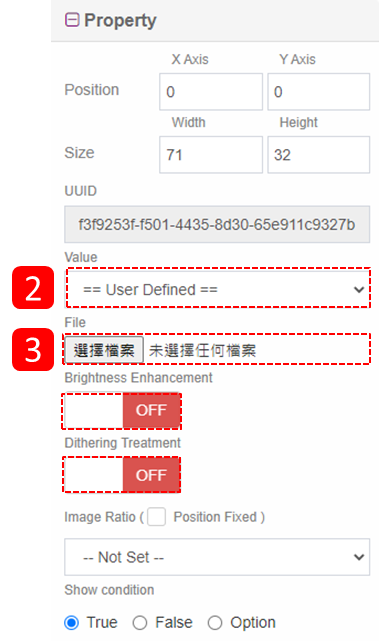 Property
X Axis Y Axis
Position 0 0
Width Height
Size 71 32
UUID
f3f9253f-f501-4435-8d30-65e911c9327b
Value
2 == User Defined ==
File
3 選擇檔案 未選擇任何檔案
Brightness Enhancement
OFF
Dithering Treatment
OFF
Image Ratio ( Position Fixed )
-- Not Set --
Show condition
True False Option